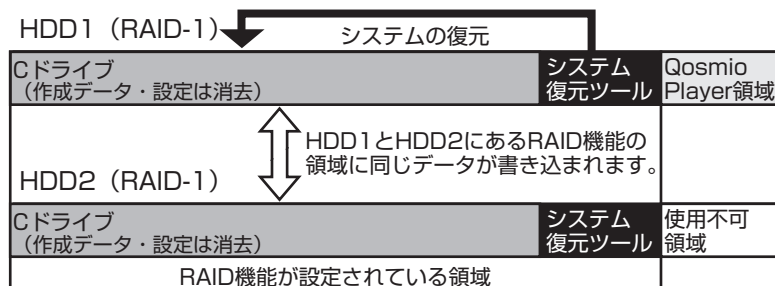 HDD1（RAID-1）
システムの復元
Cドライブ
（作成データ・設定は消去）
システム
復元ツール
Qosmio
Player領域
HDD1とHDD2にあるRAID機能の
領域に同じデータが書き込まれます。
HDD2（RAID-1）
Cドライブ
（作成データ・設定は消去）
システム
復元ツール
使用不可
領域
RAID機能が設定されている領域